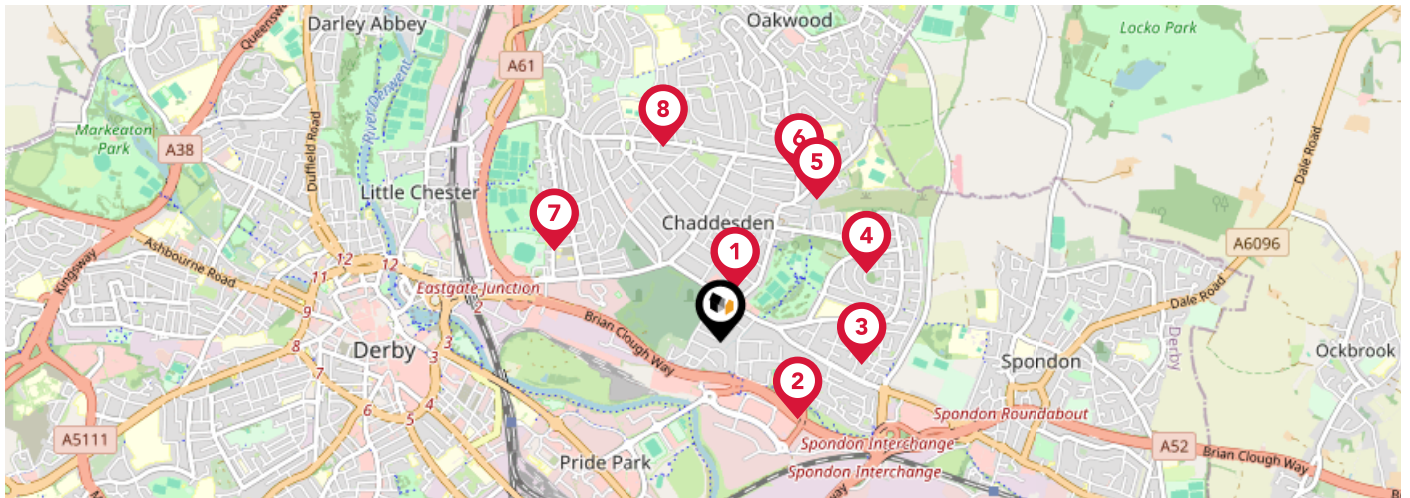 Darley Abbey
Queensw
Oakwood
Locko Park
A61
River Derwent
8
Markeaton
Park
A38
Duffield Road
6
5
Dale Road
Little Chester
7
Chaddesden
4
A6096
1
Kingsway
Ashbourne Road
12
12
11
Eastgate Junction
2
Dale Road
9
Brian Clough Way
3
Derby
8
Derby
3
3
Spondon
Ockbrook
7
2
4
6
5
Spondon Roundabout
A5111
Spondon Interchange
A52
Pride Park
Spondon Interchange
Brian Clough Way
way